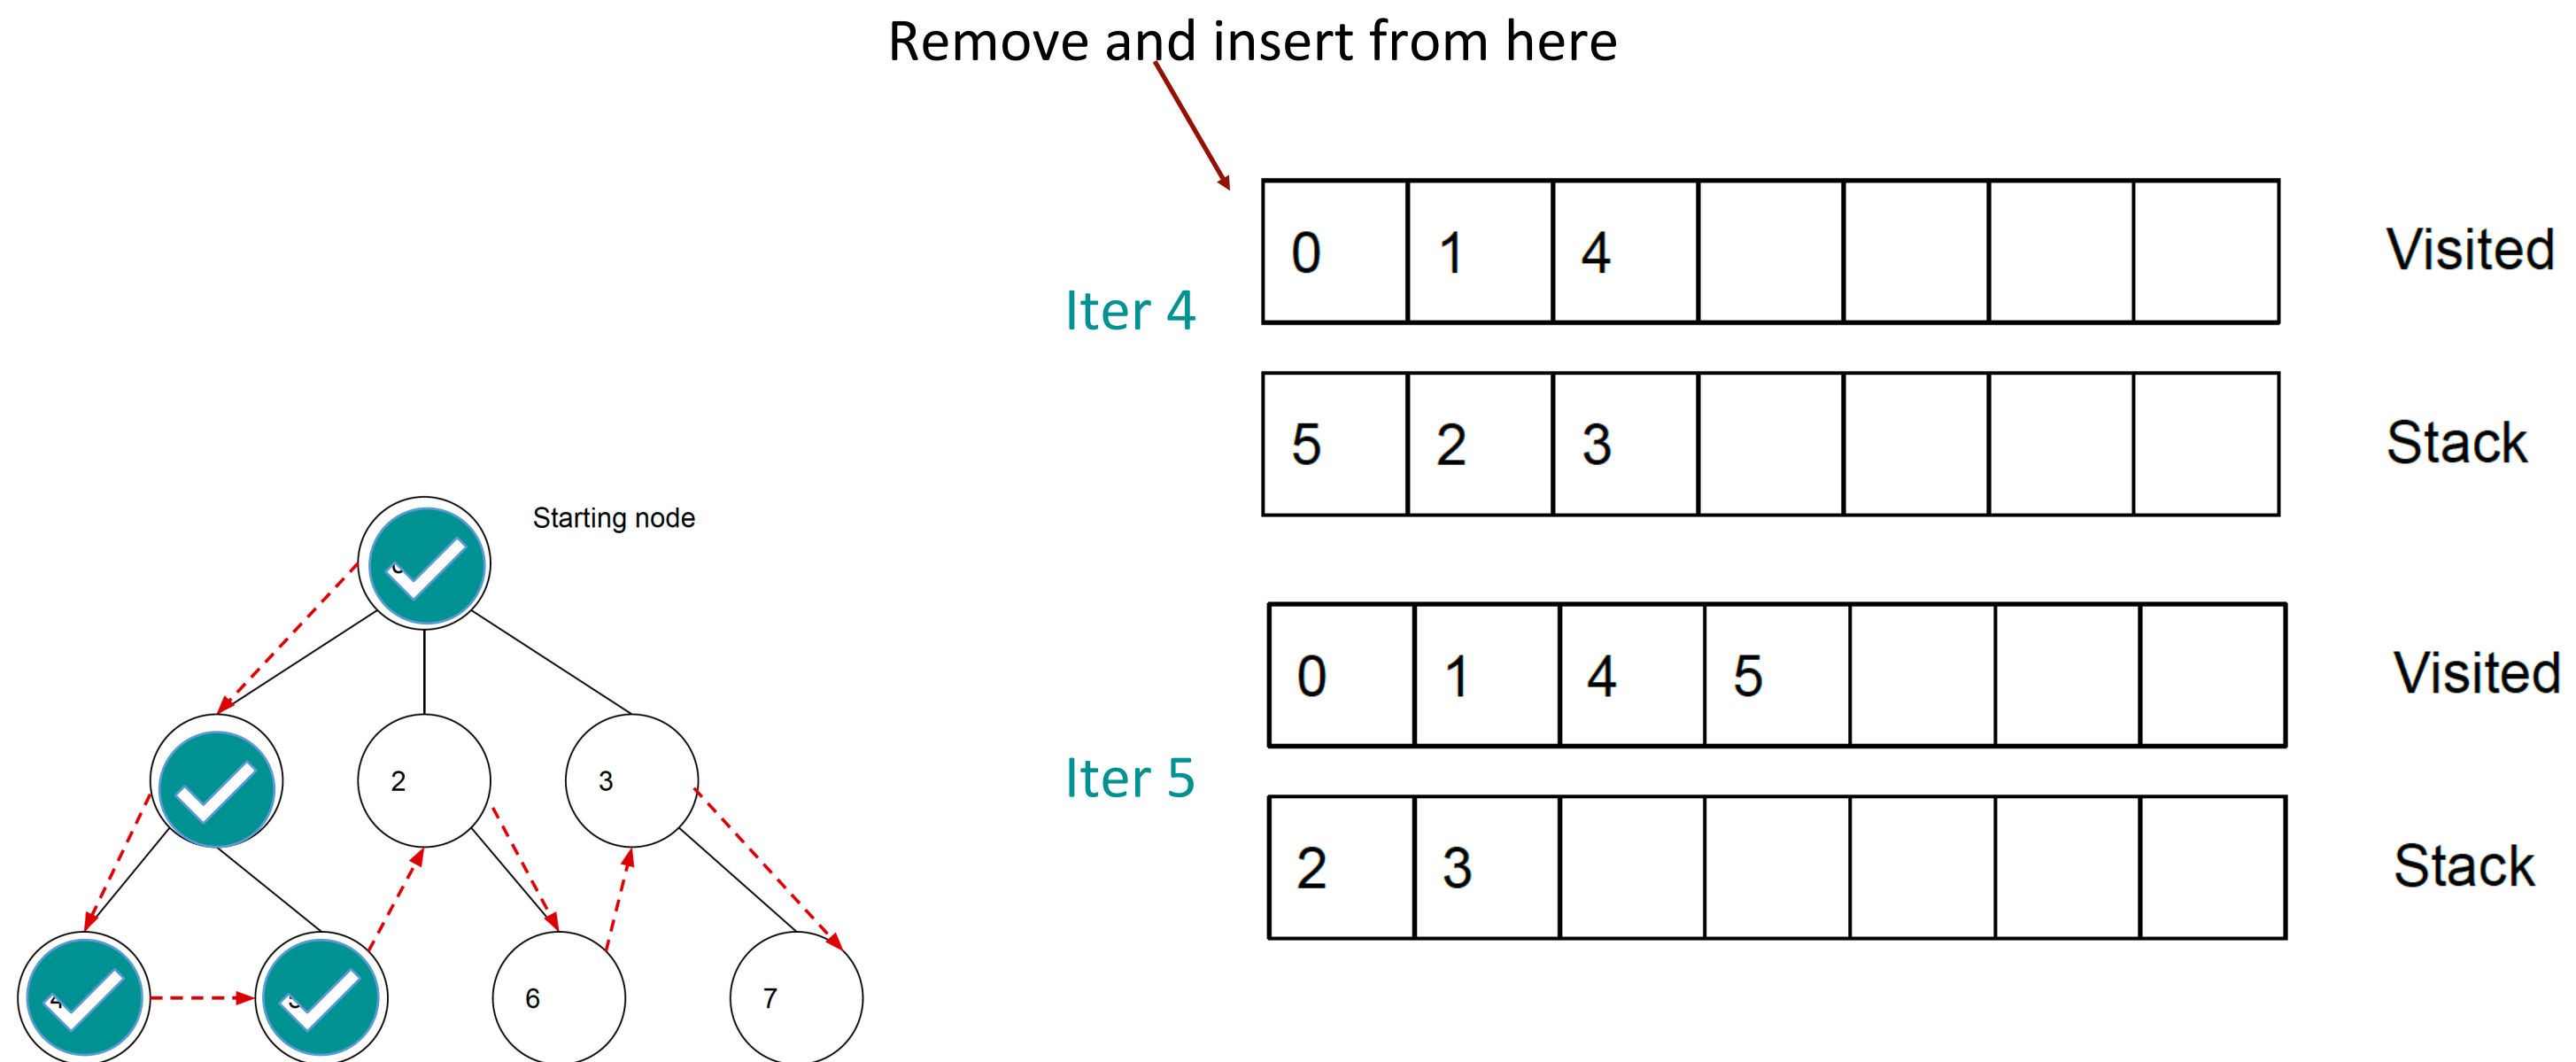 Remove and insert from here
0 1 4
Visited
Iter 4
5 2 3
Stack
Starting node
0 1 4 5
Visited
2 3
Iter 5
2 3
Stack
6 7